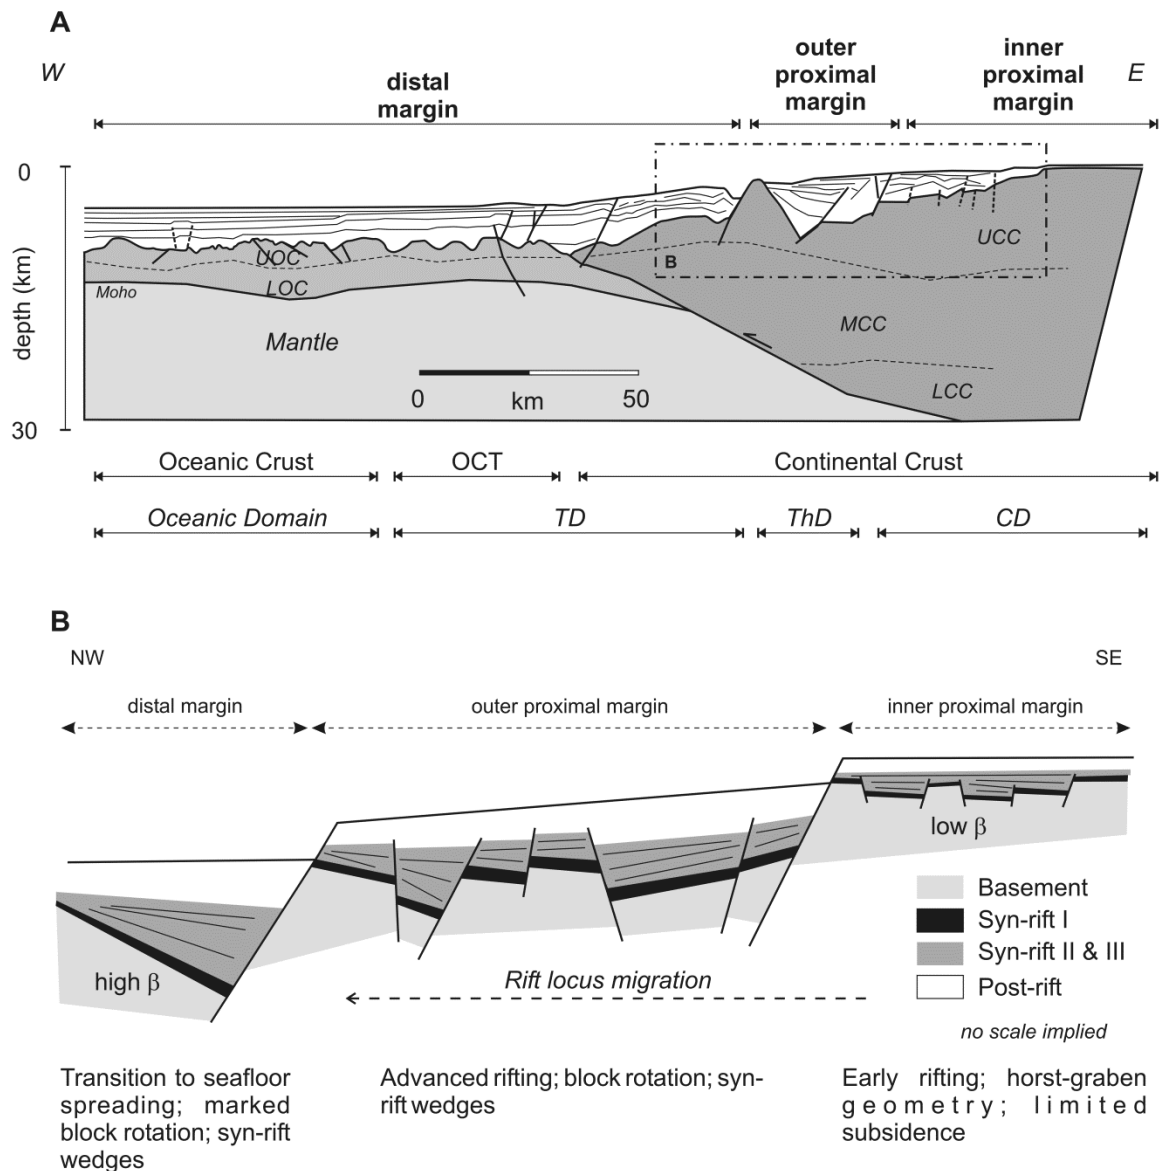 A
W
distal
margin
outer
proximal
margin
inner
proximal
margin
E
0
depth (km)
30
UOC
LOC
Moho
Mantle
B
UCC
MCC
LCC
0 km 50
Oceanic Crust OCT Continental Crust
Oceanic Domain TD ThD CD
B
NW SE
distal margin outer proximal margin inner proximal margin
low β
high β
Rift locus migration
Basement
Syn-rift I
Syn-rift II & III
Post-rift
no scale implied
Transition to seafloor
spreading; marked
block rotation; syn-rift
wedges
Advanced rifting; block rotation; syn-
rift wedges
Early rifting; horst-graben
geometry; limited
subsidence